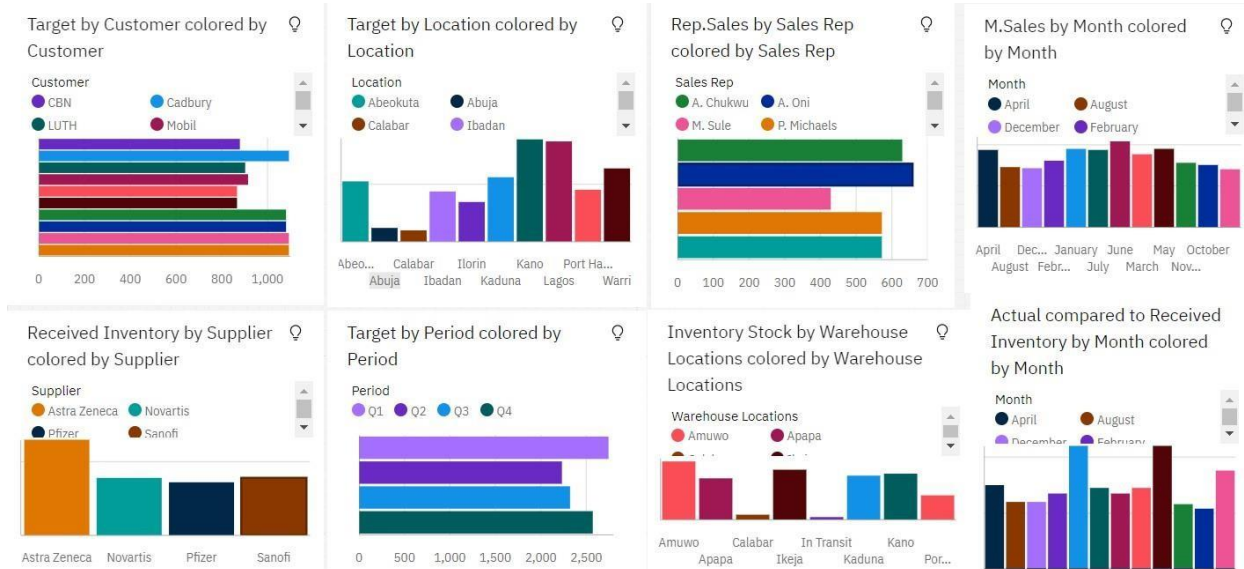 Target by Customer colored by
Customer
Customer
CBN Cadbury
LUTH Mobil
0 200 400 600 800 1,000
Target by Location colored by
Location
Location
Abeokuta Abuja
Calabar Ibadan
Abeo... Calabar Ilorin Kano Port Ha...
Abuja Ibadan Kaduna Lagos Warri
Rep.Sales by Sales Rep
colored by Sales Rep
Sales Rep
A. Chukwu A. Oni
M. Sule P. Michaels
0 100 200 300 400 500 600 700
M.Sales by Month colored
by Month
Month
April August
December February
April Dec... January June May October
August Febr... July March Nov...
Received Inventory by Supplier
colored by Supplier
Supplier
Astra Zeneca Novartis
Pfizer Sanofi
Astra Zeneca Novartis Pfizer Sanofi
Target by Period colored by
Period
Period
Q1 Q2 Q3 Q4
0 500 1,000 1,500 2,000 2,500
Inventory Stock by Warehouse
Locations colored by Warehouse
Locations
Warehouse Locations
Amuwo Apapa
Amuwo Calabar In Transit Kano
Apapa Ikeja Kaduna Por...
Actual compared to Received
Inventory by Month colored
by Month
Month
April August
December February